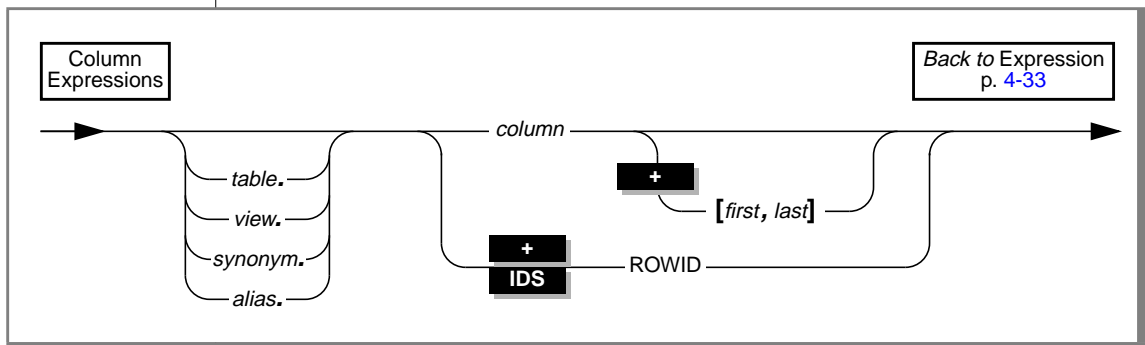 Column
Expressions
Back to Expression
p. 4-33
column
table.
view.
synonym.
alias.
+
[first, last]
+
IDS
ROWID